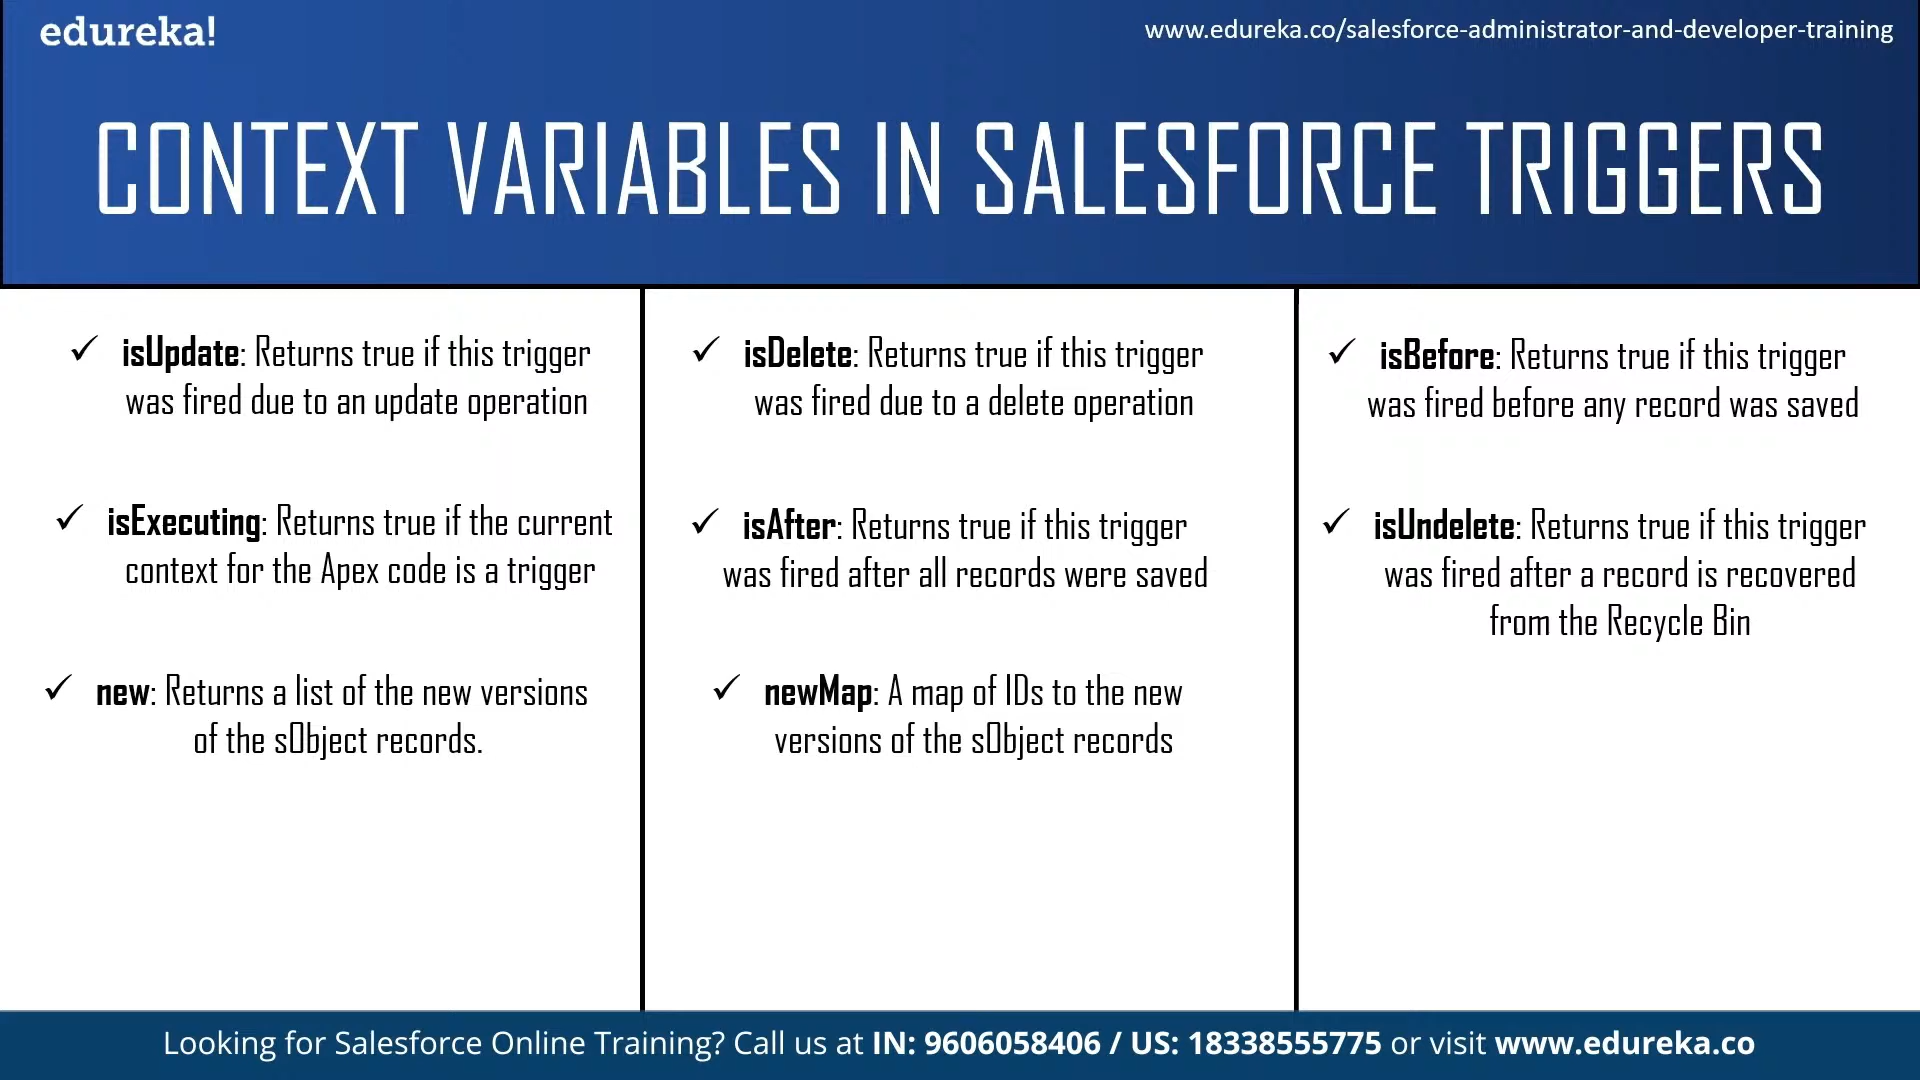 edureka!
www.edureka.co/salesforce-administrator-and-developer-training
CONTEXT VARIABLES IN SALESFORCE TRIGGERS
✓ isUpdate: Returns true if this trigger
was fired due to an update operation
✓ isExecuting: Returns true if the current
context for the Apex code is a trigger
✓ new: Returns a list of the new versions
of the sObject records.
✓ isDelete: Returns true if this trigger
was fired due to a delete operation
✓ isAfter: Returns true if this trigger
was fired after all records were saved
✓ newMap: A map of IDs to the new
versions of the sObject records
✓ isBefore: Returns true if this trigger
was fired before any record was saved
✓ isUndelete: Returns true if this trigger
was fired after a record is recovered
from the Recycle Bin
Looking for Salesforce Online Training? Call us at IN: 9606058406 / US: 18338555775 or visit www.edureka.co